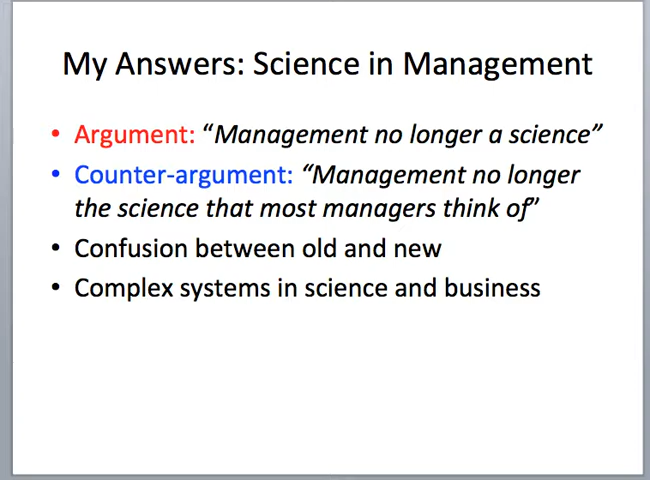 My Answers: Science in Management
• Argument: “Management no longer a science”
• Counter-argument: “Management no longer
the science that most managers think of”
• Confusion between old and new
• Complex systems in science and business